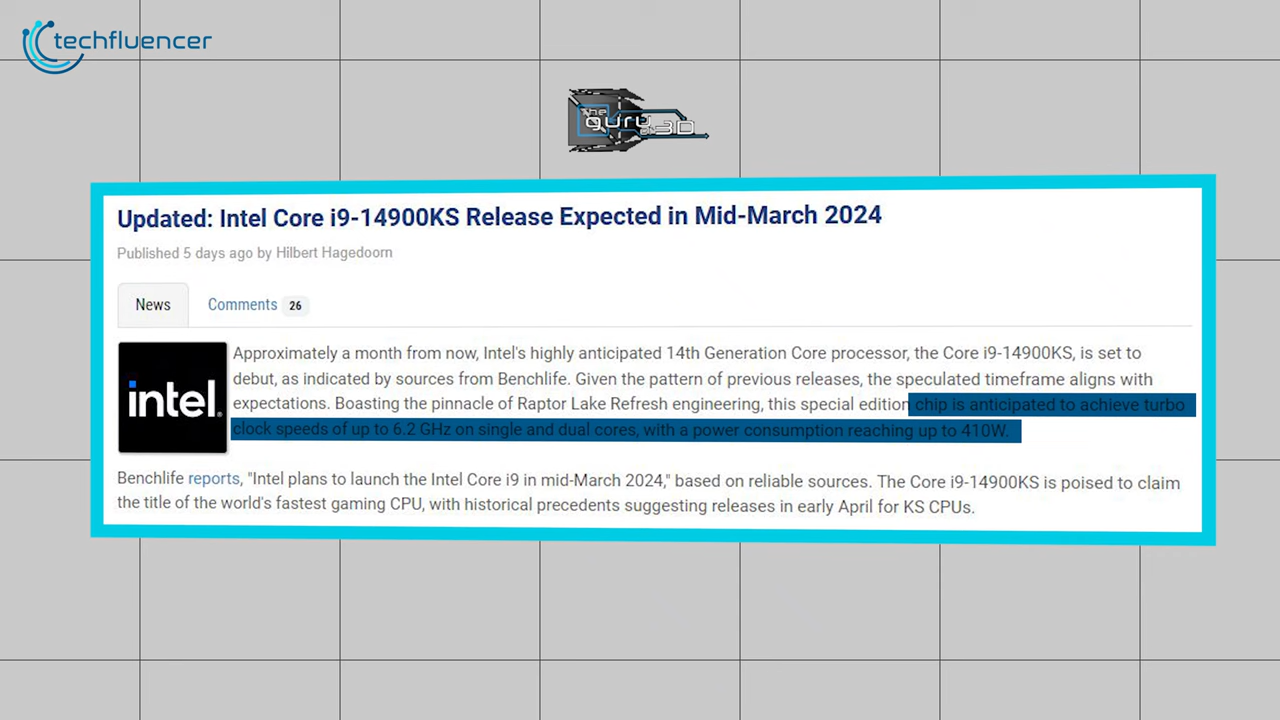 techfluencer
the
guru
of 3D
Updated: Intel Core i9-14900KS Release Expected in Mid-March 2024
Published 5 days ago by Hilbert Hagedoorn
News
Comments 26
intel.
Approximately a month from now, Intel's highly anticipated 14th Generation Core processor, the Core i9-14900KS, is set to
debut, as indicated by sources from Benchlife. Given the pattern of previous releases, the speculated timeframe aligns with
expectations. Boasting the pinnacle of Raptor Lake Refresh engineering, this special edition chip is anticipated to achieve turbo
clock speeds of up to 6.2 GHz on single and dual cores, with a power consumption reaching up to 410W.
Benchlife reports, "Intel plans to launch the Intel Core i9 in mid-March 2024," based on reliable sources. The Core i9-14900KS is poised to claim
the title of the world's fastest gaming CPU, with historical precedents suggesting releases in early April for KS CPUs.